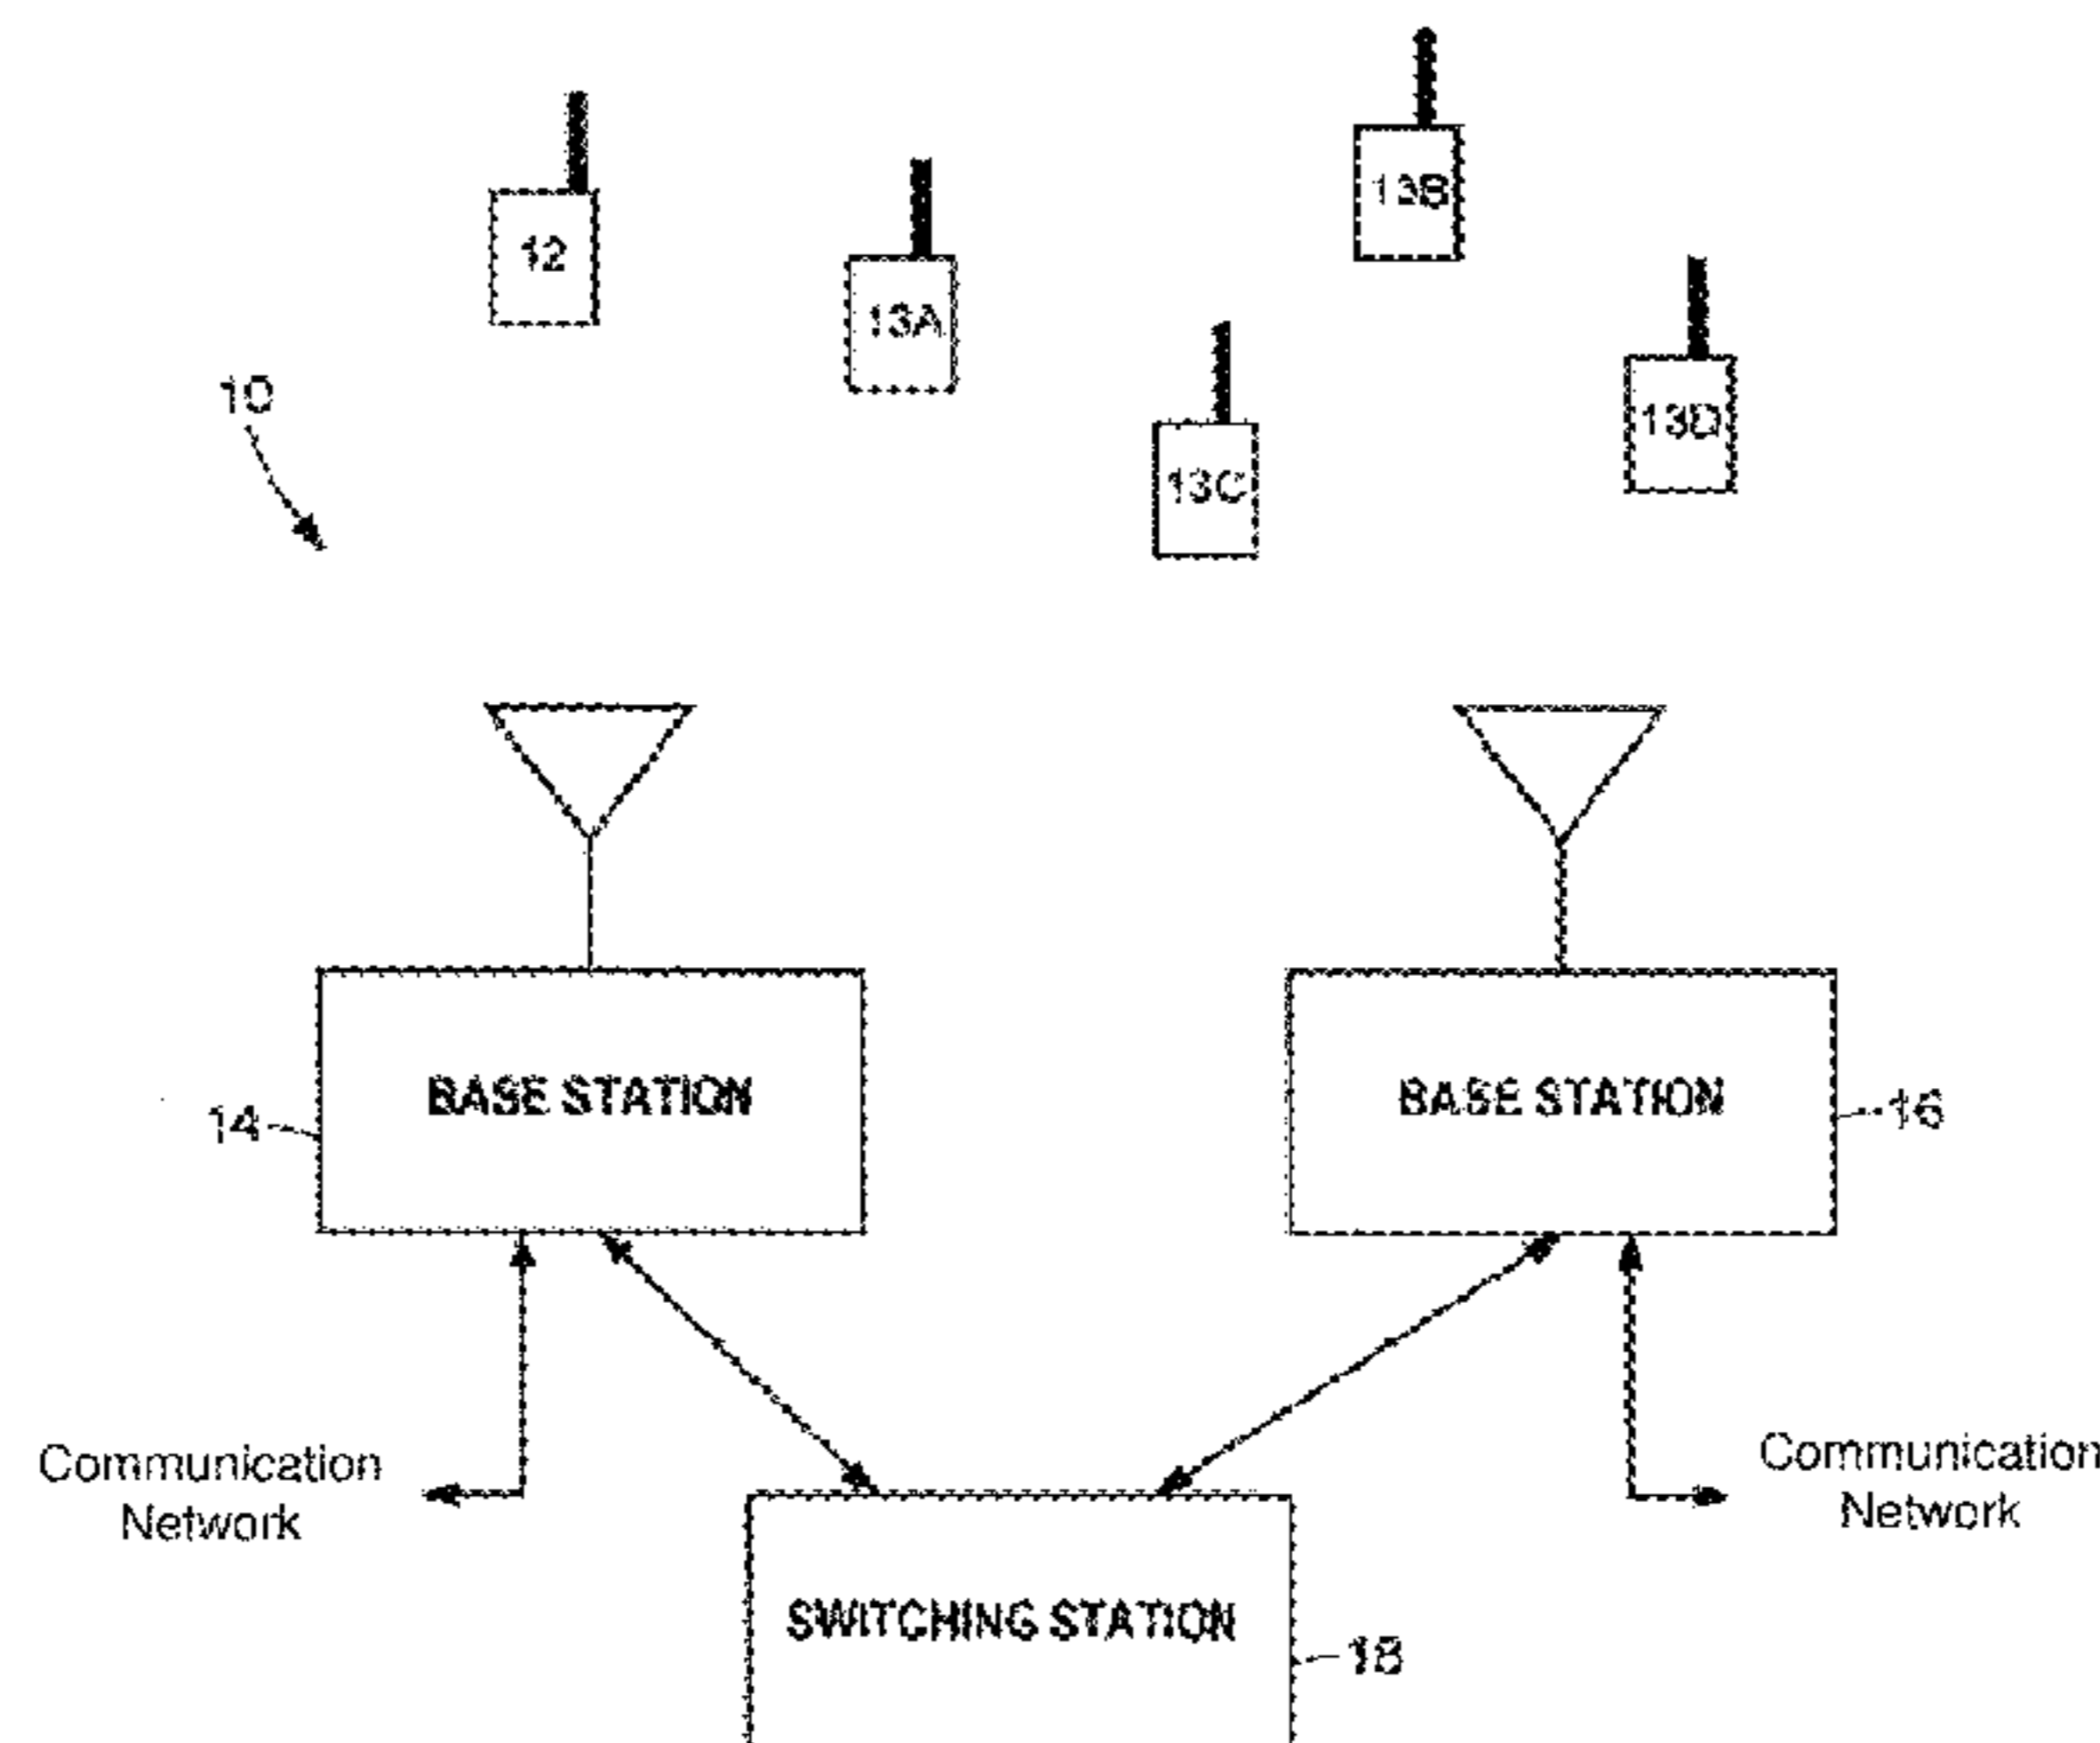 13B
12
13A
10
13D
13C
BASE STATION
BASE STATION
14
16
Communication
Network
Communication
Network
SWITCHING STATION
18